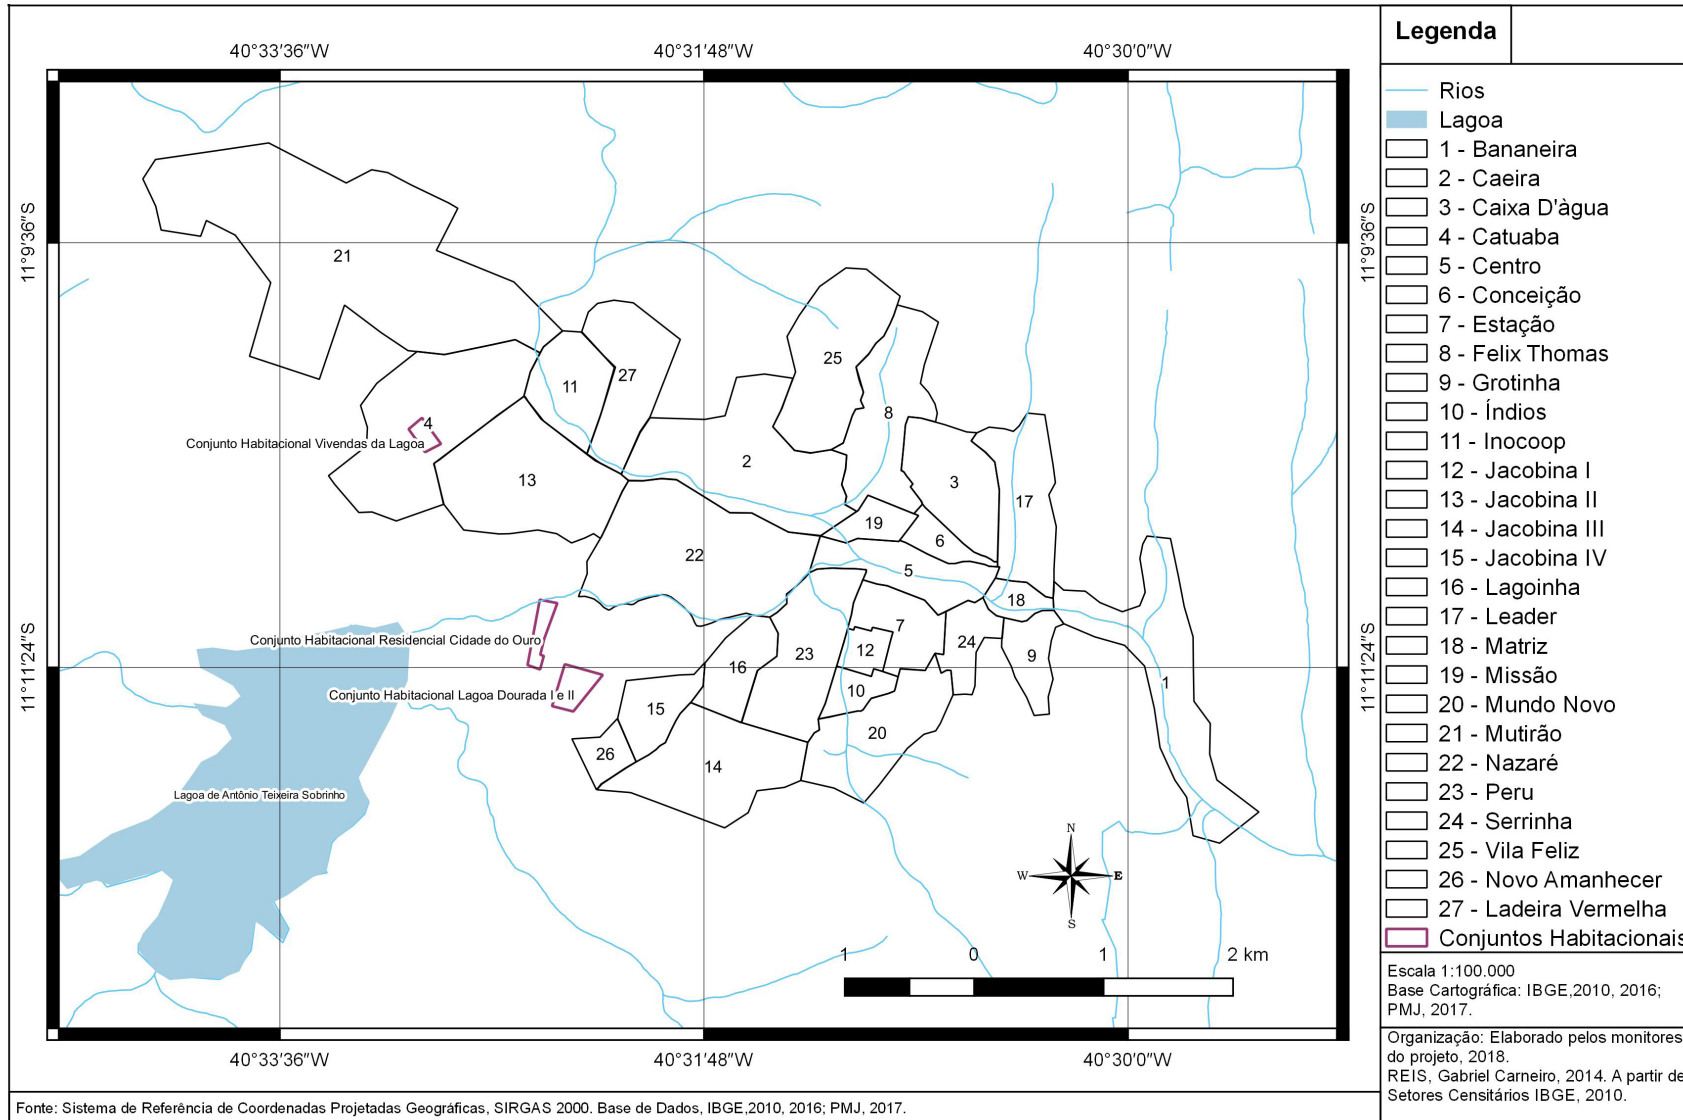 40°33'36"W
40°31'48"W
40°30'0"W
11°9'36"S
11°9'36"S
21
25
27
11
8
4
Conjunto Habitacional Vivendas da Lagoa
2
13
3
17
19
6
22
5
18
7
24
Conjunto Habitacional Residencial Cidade do Ouro
12
23
9
16
11°11'24"S
11°11'24"S
1
10
Conjunto Habitacional Lagoa Dourada I e II
15
20
26
14
Lagoa de Antônio Teixeira Sobrinho
N
W
E
S
1
0
1
2 km
40°33'36"W
40°31'48"W
40°30'0"W
Fonte: Sistema de Referência de Coordenadas Projetadas Geográficas, SIRGAS 2000. Base de Dados, IBGE,2010, 2016; PMJ, 2017.
Legenda
Rios
Lagoa
1 - Bananeira
2 - Caeira
3 - Caixa D'àgua
4 - Catuaba
5 - Centro
6 - Conceição
7 - Estação
8 - Felix Thomas
9 - Grotinha
10 - Índios
11 - Inocoop
12 - Jacobina I
13 - Jacobina II
14 - Jacobina III
15 - Jacobina IV
16 - Lagoinha
17 - Leader
18 - Matriz
19 - Missão
20 - Mundo Novo
21 - Mutirão
22 - Nazaré
23 - Peru
24 - Serrinha
25 - Vila Feliz
26 - Novo Amanhecer
27 - Ladeira Vermelha
Conjuntos Habitacionais
Escala 1:100.000
Base Cartográfica: IBGE,2010, 2016;
PMJ, 2017.
Organização: Elaborado pelos monitores
do projeto, 2018.
REIS, Gabriel Carneiro, 2014. A partir de
Setores Censitários IBGE, 2010.